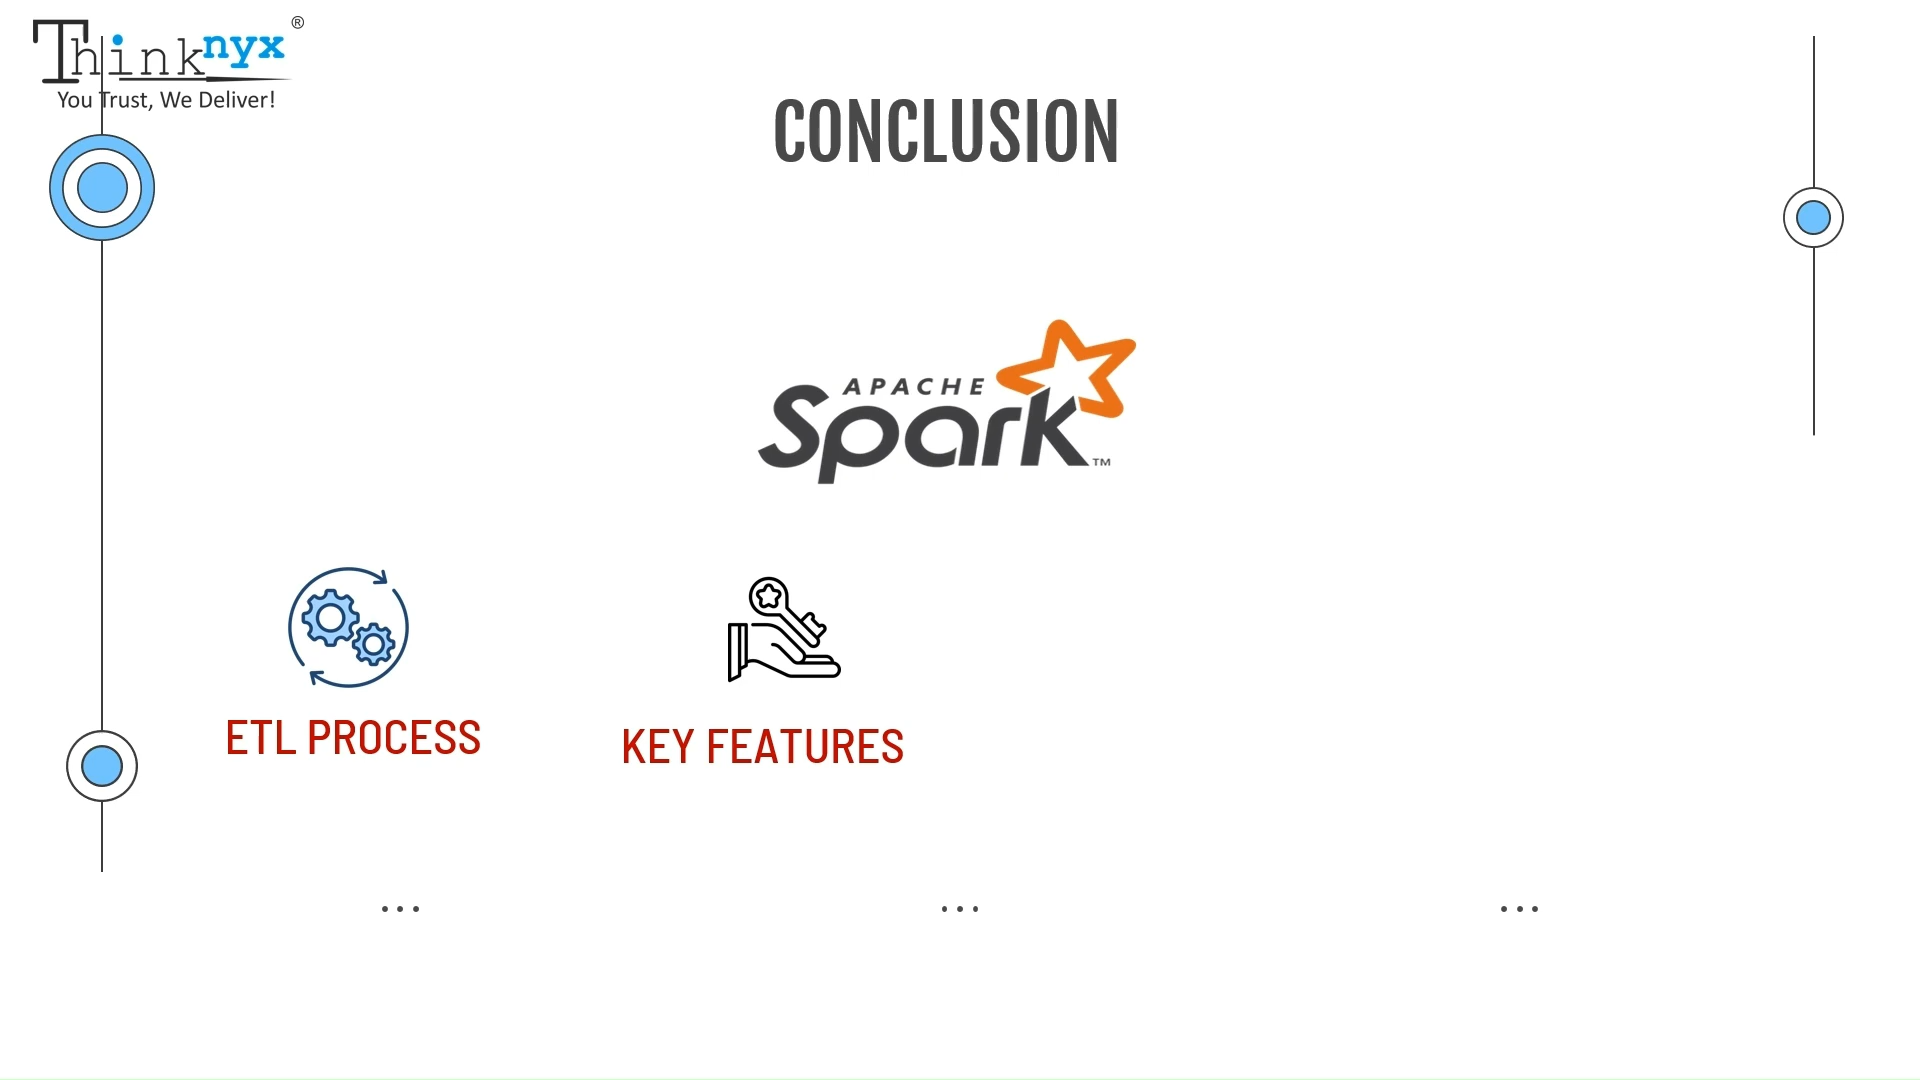 Thinknyx®
You Trust, We Deliver!
CONCLUSION
APACHE
Spark™
ETL PROCESS
KEY FEATURES